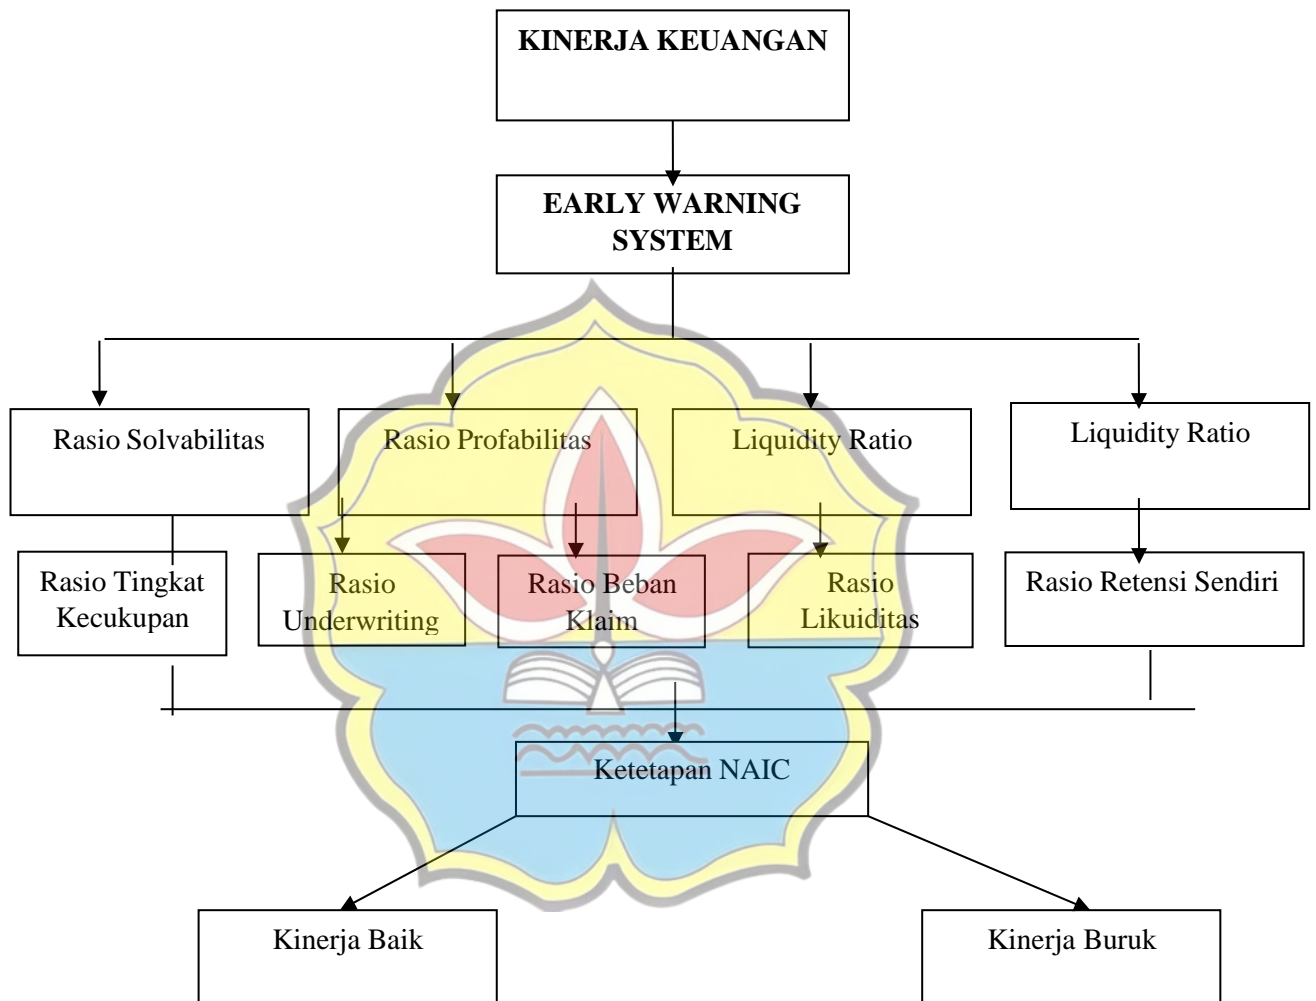 KINERJA KEUANGAN
EARLY WARNING
SYSTEM
Rasio Solvabilitas
Rasio Profabilitas
Liquidity Ratio
Liquidity Ratio
Rasio Tingkat
Kecukupan
Rasio
Underwriting
Rasio Beban
Klaim
Rasio
Likuiditas
Rasio Retensi Sendiri
Ketetapan NAIC
Kinerja Baik
Kinerja Buruk